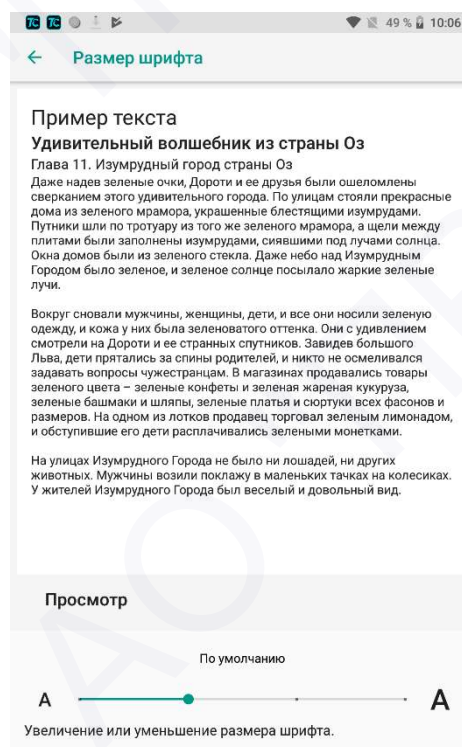 TC TC 49 % 10:06
Размер шрифта
Пример текста
Удивительный волшебник из страны Оз
Глава 11. Изумрудный город страны Оз
Даже надев зеленые очки, Дороти и ее друзья были ошеломлены
сверканием этого удивительного города. По улицам стояли прекрасные
дома из зеленого мрамора, украшенные блестящими изумрудами.
Путники шли по тротуару из того же зеленого мрамора, а щели между
плитами были заполнены изумрудами, сиявшими под лучами солнца.
Окна домов были из зеленого стекла. Даже небо над Изумрудным
Городом было зеленое, и зеленое солнце посылало жаркие зеленые
лучи.
Вокруг сновали мужчины, женщины, дети, и все они носили зеленую
одежду, и кожа у них была зеленоватого оттенка. Они с удивлением
смотрели на Дороти и ее странных спутников. Завидев большого
Льва, дети прятались за спины родителей, и никто не осмеливался
задавать вопросы чужестранцам. В магазинах продавались товары
зеленого цвета – зеленые конфеты и зеленая жареная кукуруза,
зеленые башмаки и шляпы, зеленые платья и сюртуки всех фасонов и
размеров. На одном из лотков продавец торговал зеленым лимонадом,
и обступившие его дети расплачивались зелеными монетками.
На улицах Изумрудного Города не было ни лошадей, ни других
животных. Мужчины возили поклажу в маленьких тачках на колесиках.
У жителей Изумрудного Города был веселый и довольный вид.
Просмотр
По умолчанию
A A
Увеличение или уменьшение размера шрифта.